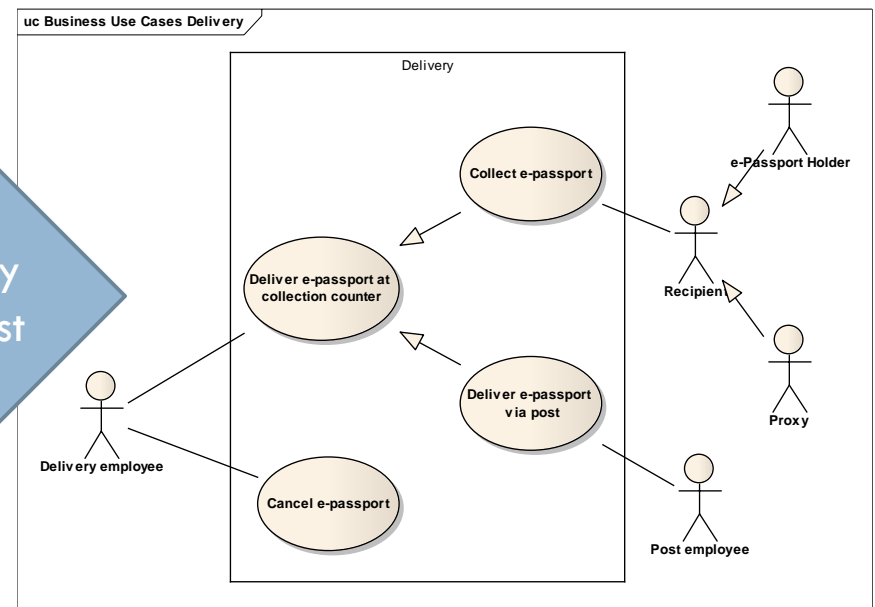 uc Business Use Cases Delivery
Delivery
e-Passport Holder
Collect e-passport
Recipient
Deliver e-passport at
collection counter
Proxy
Deliver e-passport
via post
Delivery employee
Cancel e-passport
Post employee